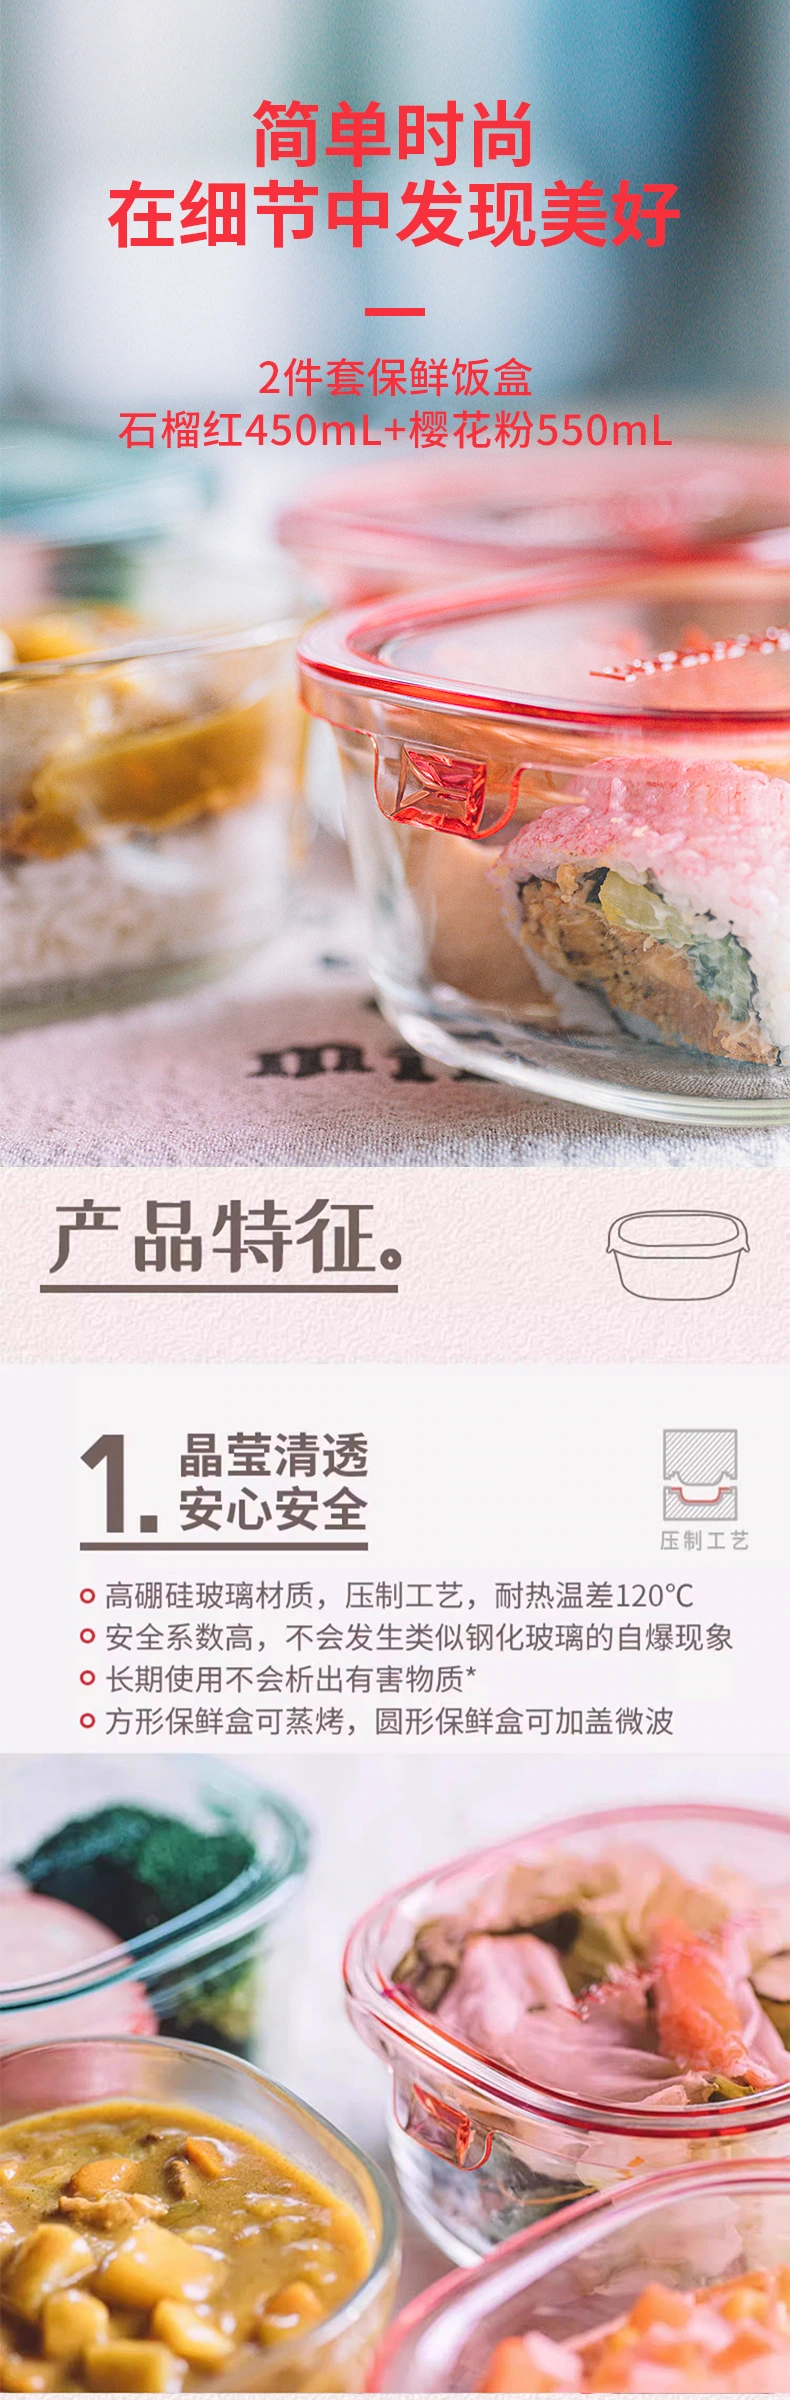 简单时尚
在细节中发现美好
2件套保鲜饭盒
石榴红450mL+樱花粉550mL
产品特征。
1.
晶莹清透
安心安全
压制工艺
高硼硅玻璃材质，压制工艺，耐热温差120℃
安全系数高，不会发生类似钢化玻璃的自爆现象
长期使用不会析出有害物质*
方形保鲜盒可蒸烤，圆形保鲜盒可加盖微波